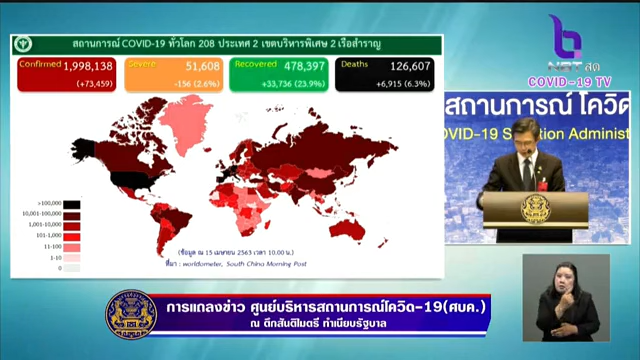 สถานการณ์ COVID-19 ทั่วโลก 208 ประเทศ 2 เขตบริหารพิเศษ 2 เรือสำราญ
Confirmed 1,998,138
(+73,459)
Severe 51,608
-156 (2.6%)
Recovered 478,397
+33,736 (23.9%)
Deaths 126,607
+6,915 (6.3%)
>100,000
10,001-100,000
1,001-10,000
101-1,000
11-100
1-10
0
(ข้อมูล ณ 15 เมษายน 2563 เวลา 10.00 น.)
ที่มา : worldometer, South China Morning Post
NBT สด
COVID-19 TV
สถานการณ์ โควิด
OVID-19 S
Administ
การแถลงข่าว ศูนย์บริหารสถานการณ์โควิด-19(ศบค.)
ณ ตึกสันติไมตรี ทำเนียบรัฐบาล